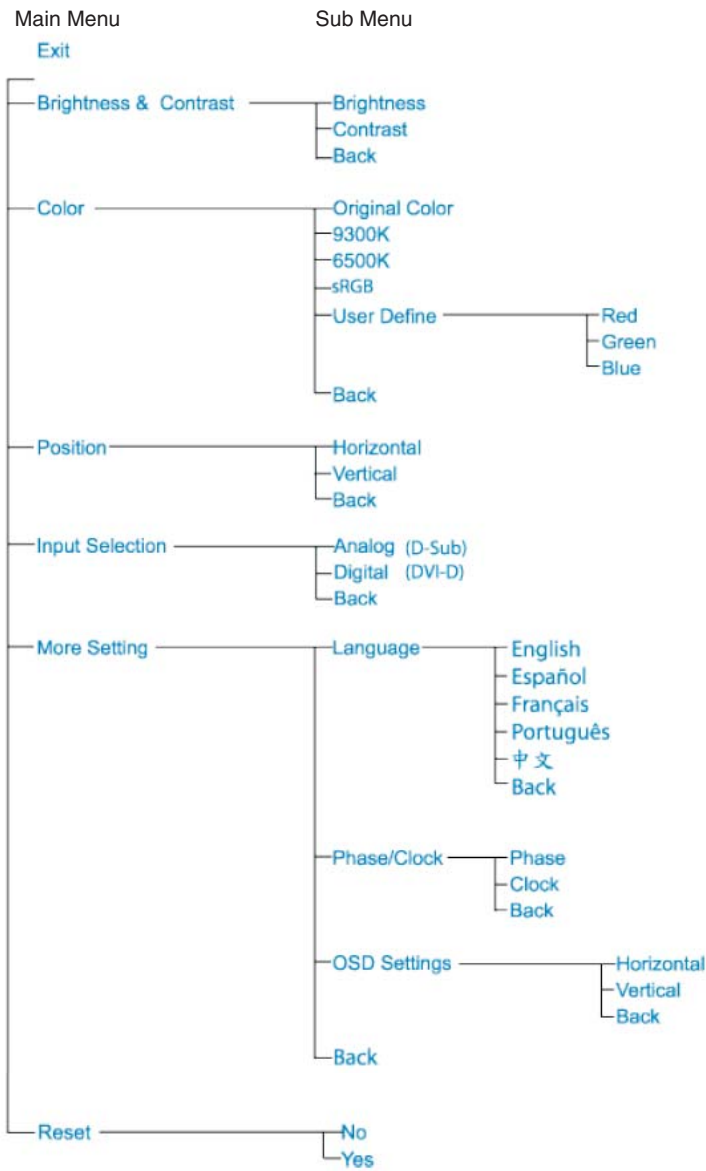 Main Menu Sub Menu
Exit
Brightness & Contrast Brightness
Contrast
Back
Color Original Color
9300K
6500K
sRGB
User Define Red
Green
Blue
Back
Position Horizontal
Vertical
Back
Input Selection Analog (D-Sub)
Digital (DVI-D)
Back
More Setting Language English
Español
Français
Português
中文
Back
Phase/Clock Phase
Clock
Back
OSD Settings Horizontal
Vertical
Back
Back
Reset No
Yes